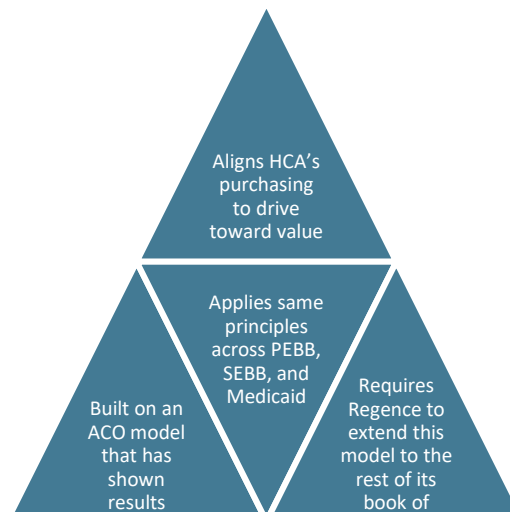 Aligns HCA's
purchasing
to drive
toward value
Applies same
principles
across PEBB,
SEBB, and
Medicaid
Built on an
ACO model
that has
shown
results
Requires
Regence to
extend this
model to the
rest of its
book of